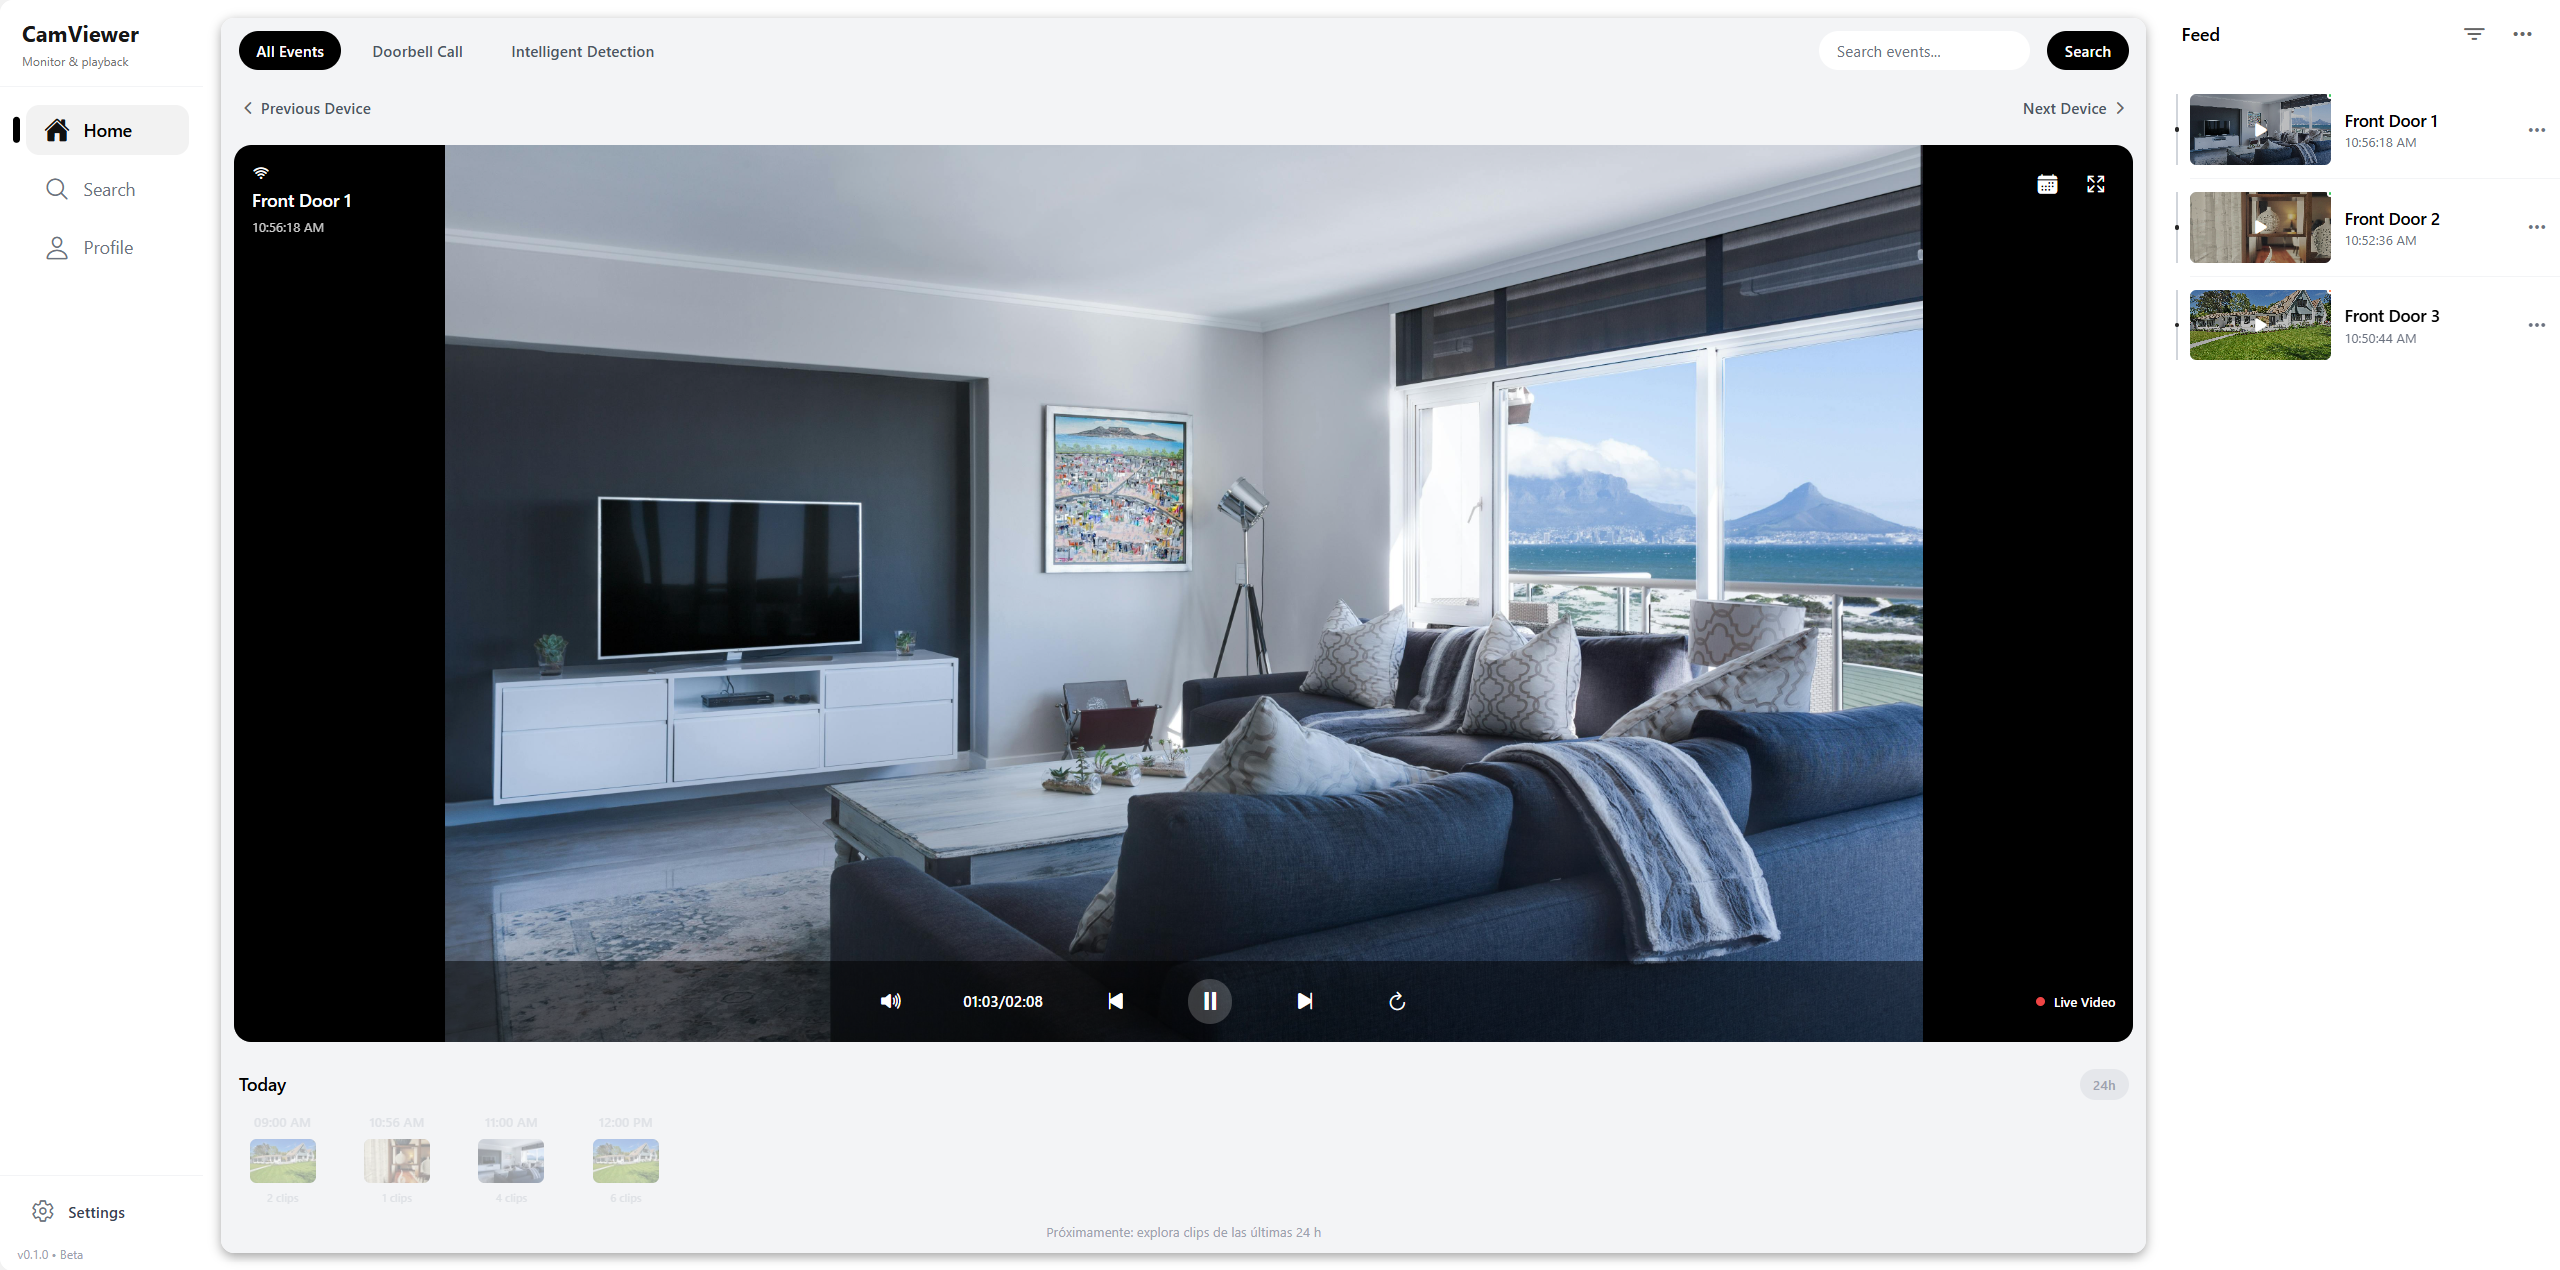 CamViewer
Monitor & playback
Home
Search
Profile
Settings
v0.1.0 • Beta
All Events
Doorbell Call
Intelligent Detection
Search events...
Search
Previous Device
Next Device
Front Door 1
10:56:18 AM
01:03/02:08
Live Video
Today
24h
09:00 AM
10:56 AM
11:00 AM
12:00 PM
2 clips
1 clips
4 clips
6 clips
Próximamente: explora clips de las últimas 24 h
Feed
Front Door 1
10:56:18 AM
Front Door 2
10:52:36 AM
Front Door 3
10:50:44 AM